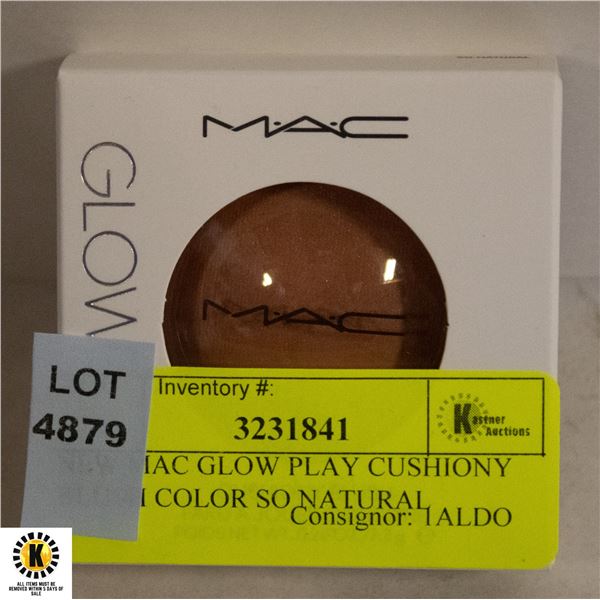 M·A·C
GLOW
M·A·C
LOT
4879
Inventory #:
3231841
Kastner
Auctions
MAC GLOW PLAY CUSHIONY
COLOR SO NATURAL
Consignor: 1ALDO
K
ALL ITEMS MUST BE
REMOVED WITHIN 5 DAYS OF
SALE